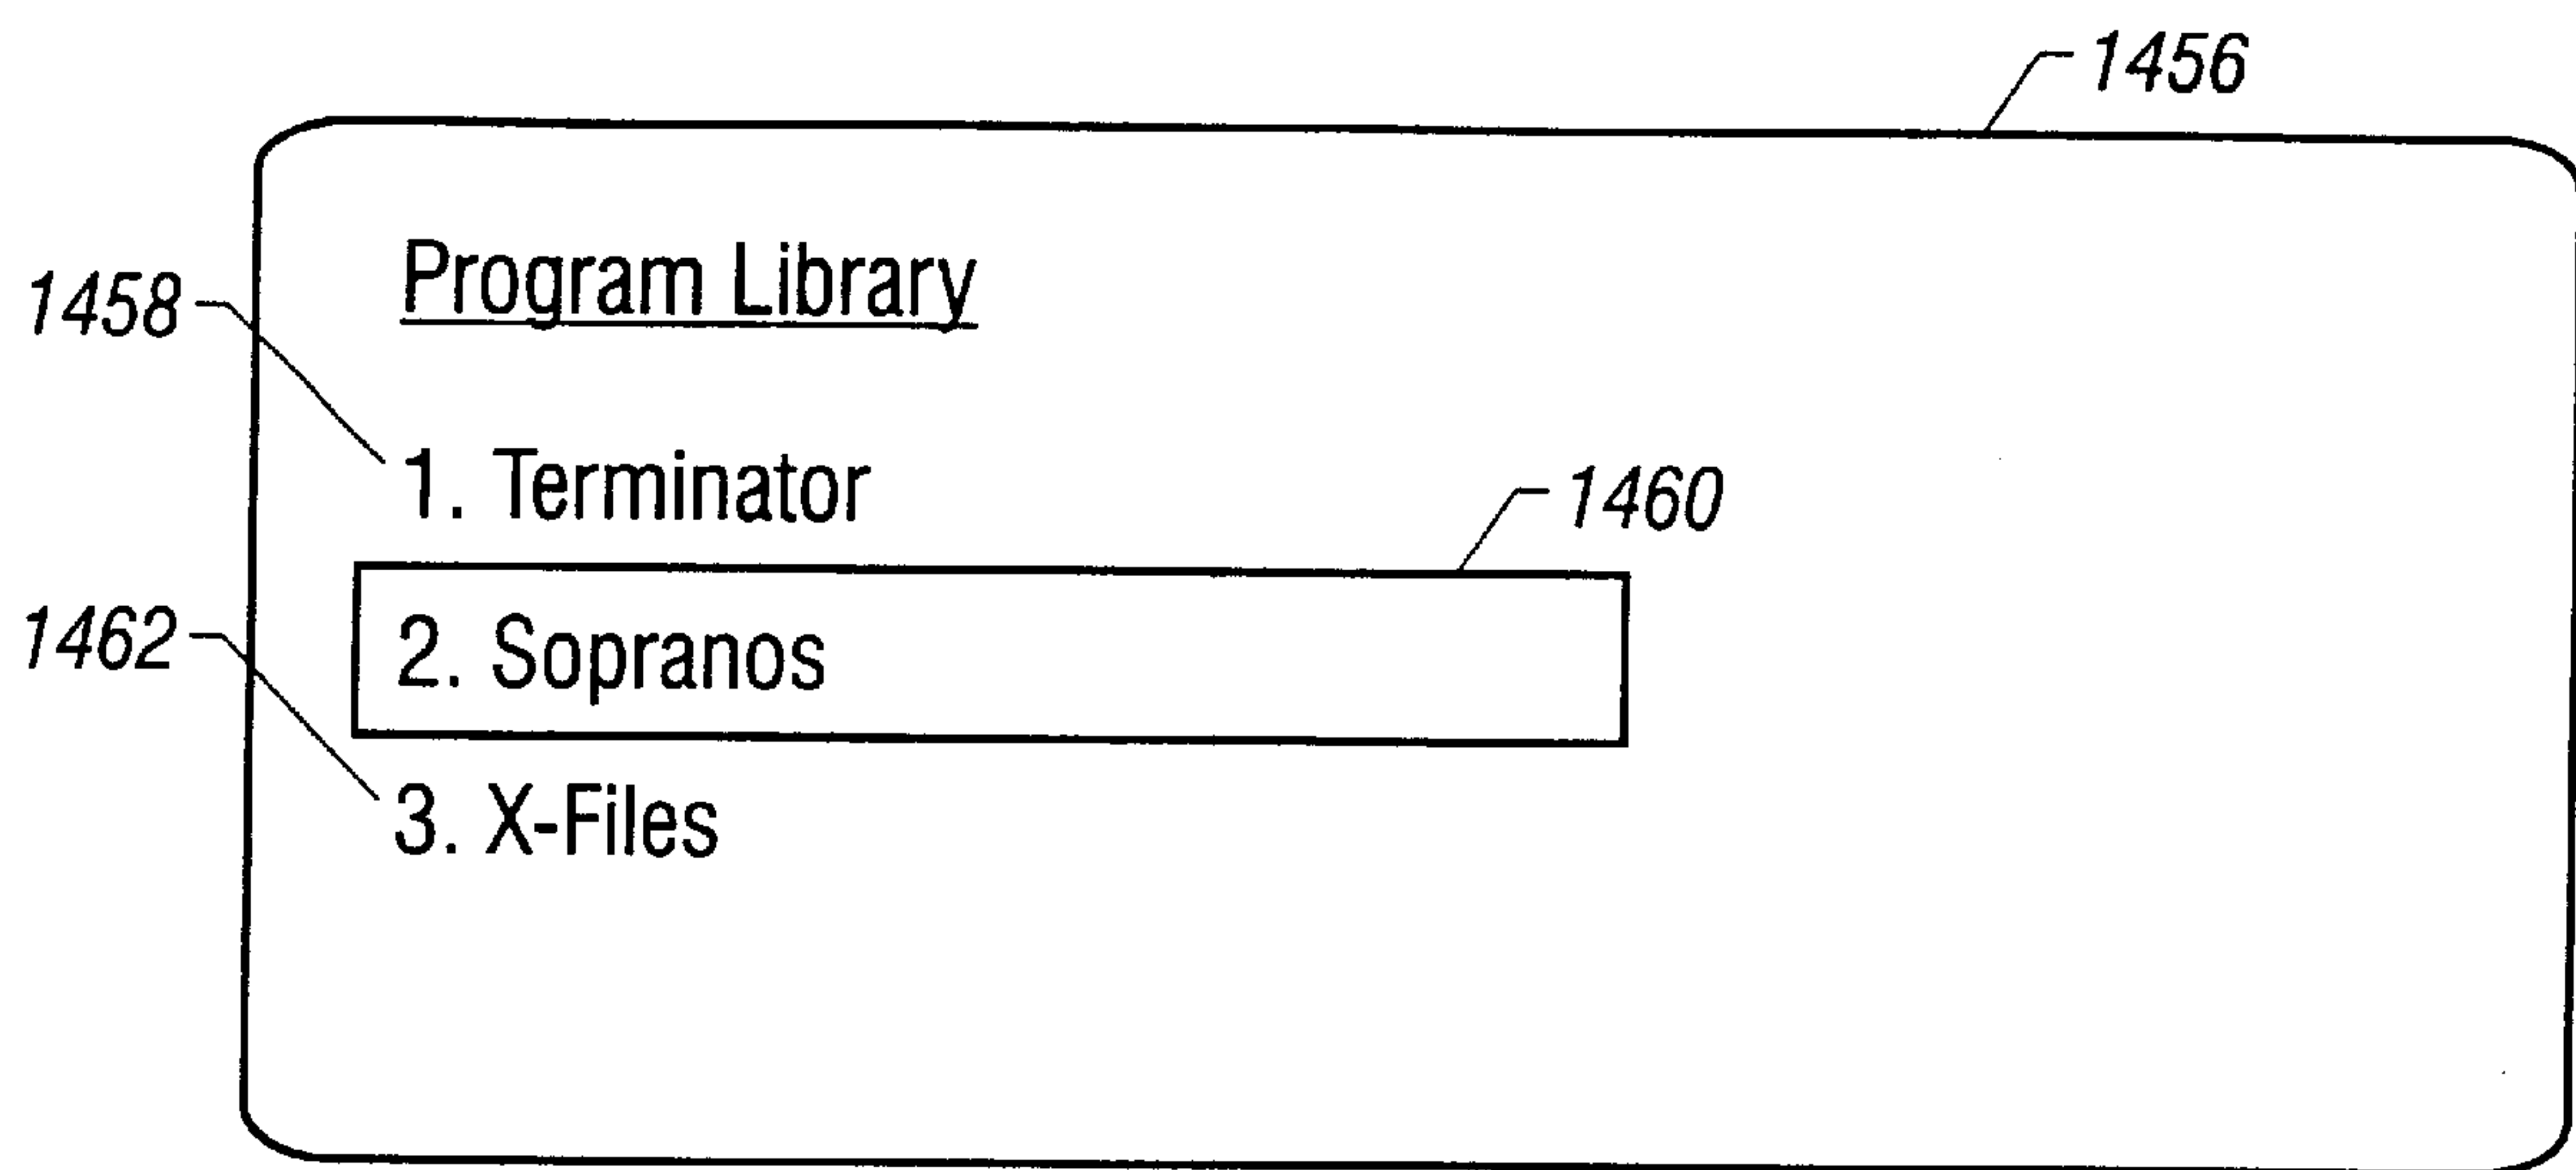 1456
Program Library
1458
1. Terminator
1460
2. Sopranos
1462
3. X-Files